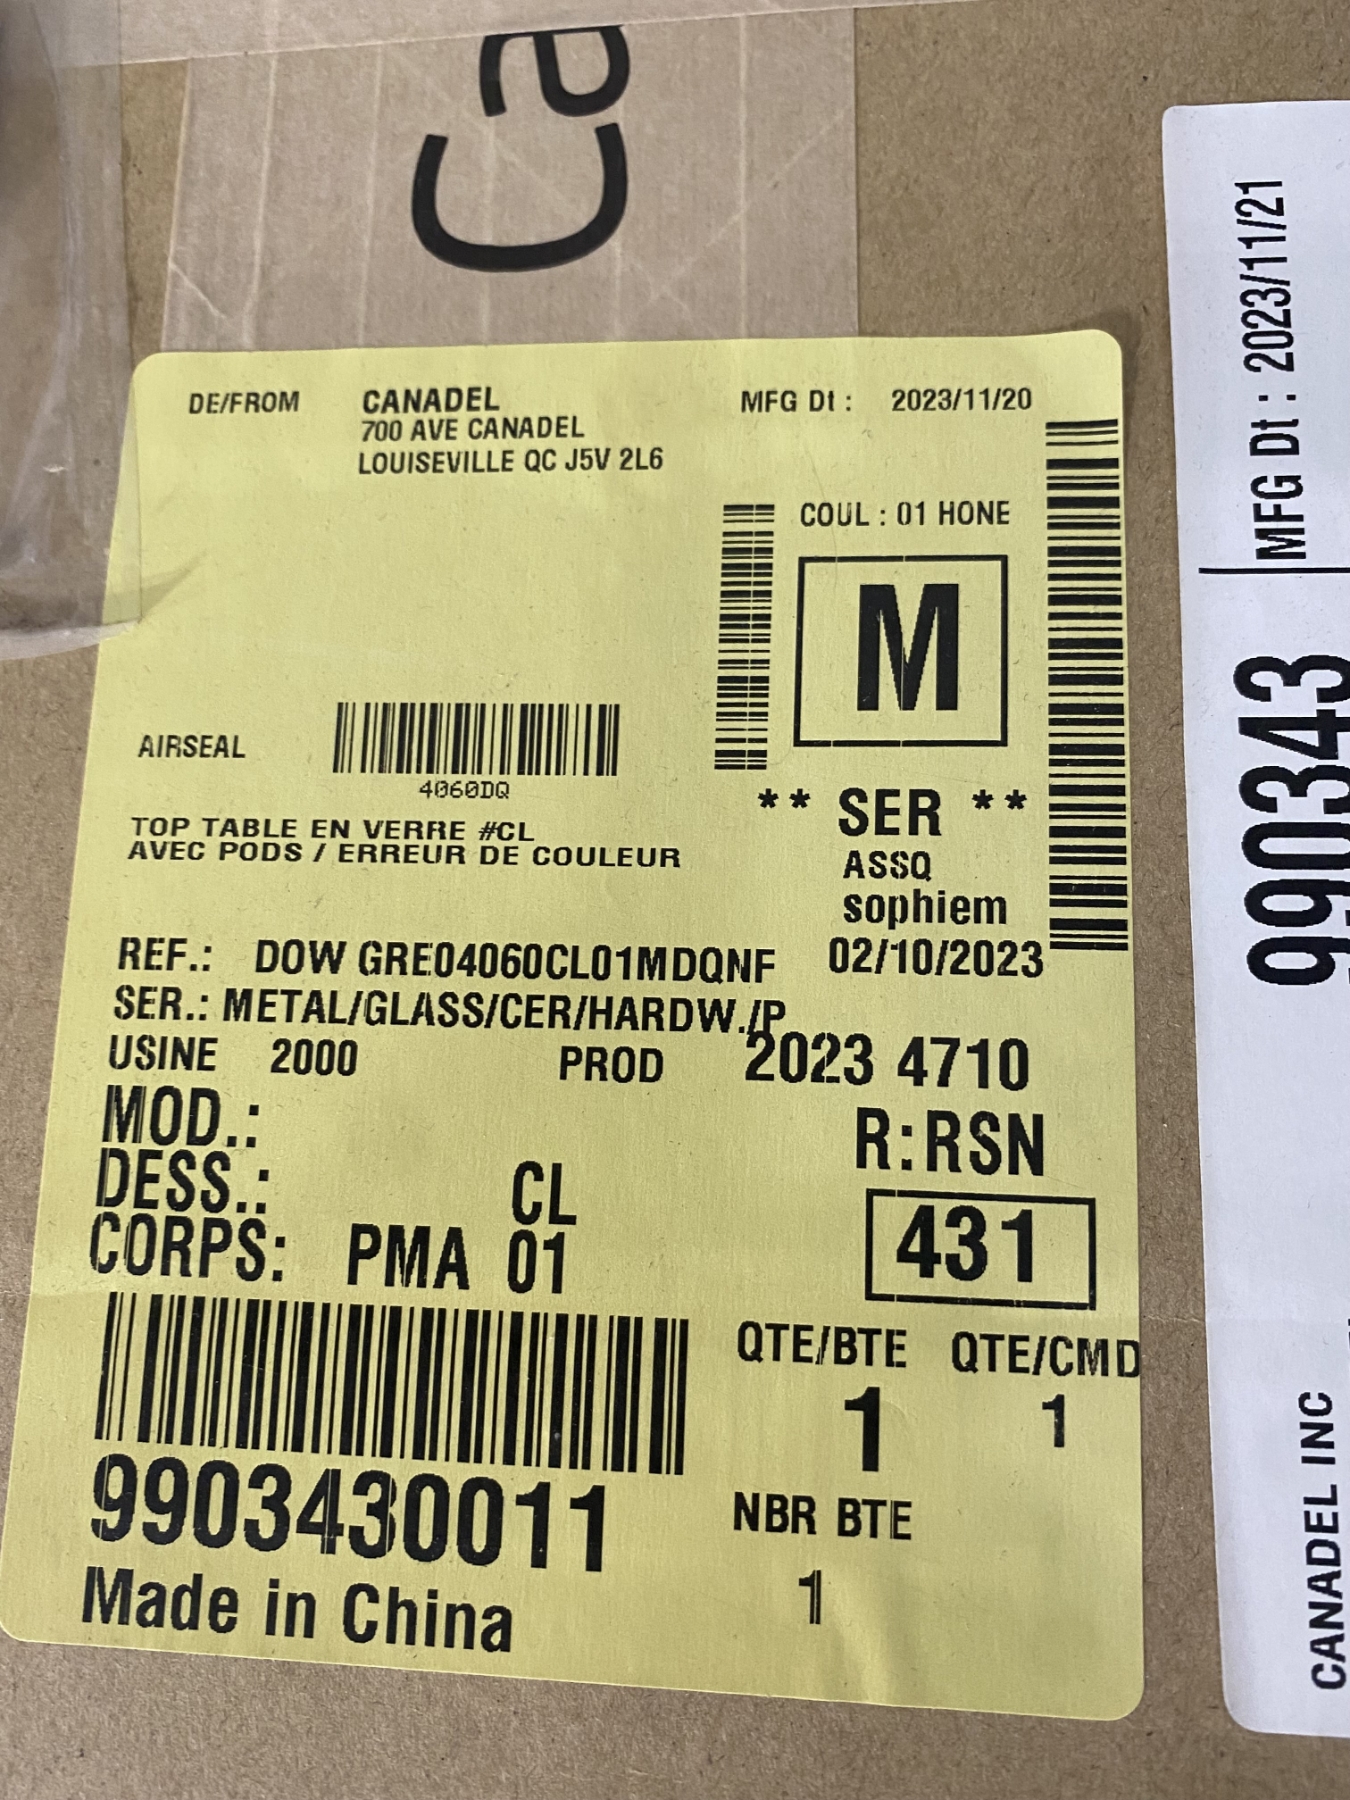 Ca
DE/FROM CANADEL MFG Dt : 2023/11/20
700 AVE CANADEL
LOUISEVILLE QC J5V 2L6
COUL : 01 HONE
M
AIRSEAL
4060DQ
** SER **
TOP TABLE EN VERRE #CL
AVEC PODS / ERREUR DE COULEUR
ASSQ
sophiem
REF.: DOW GRE04060CL01MDQNF 02/10/2023
SER.: METAL/GLASS/CER/HARDW./P
USINE 2000 PROD 2023 4710
MOD.: R:RSN
DESS.: CL
CORPS: PMA 01 431
QTE/BTE QTE/CMD
1 1
9903430011
NBR BTE
1
Made in China
MFG Dt : 2023/11/21
990343
CANADEL INC